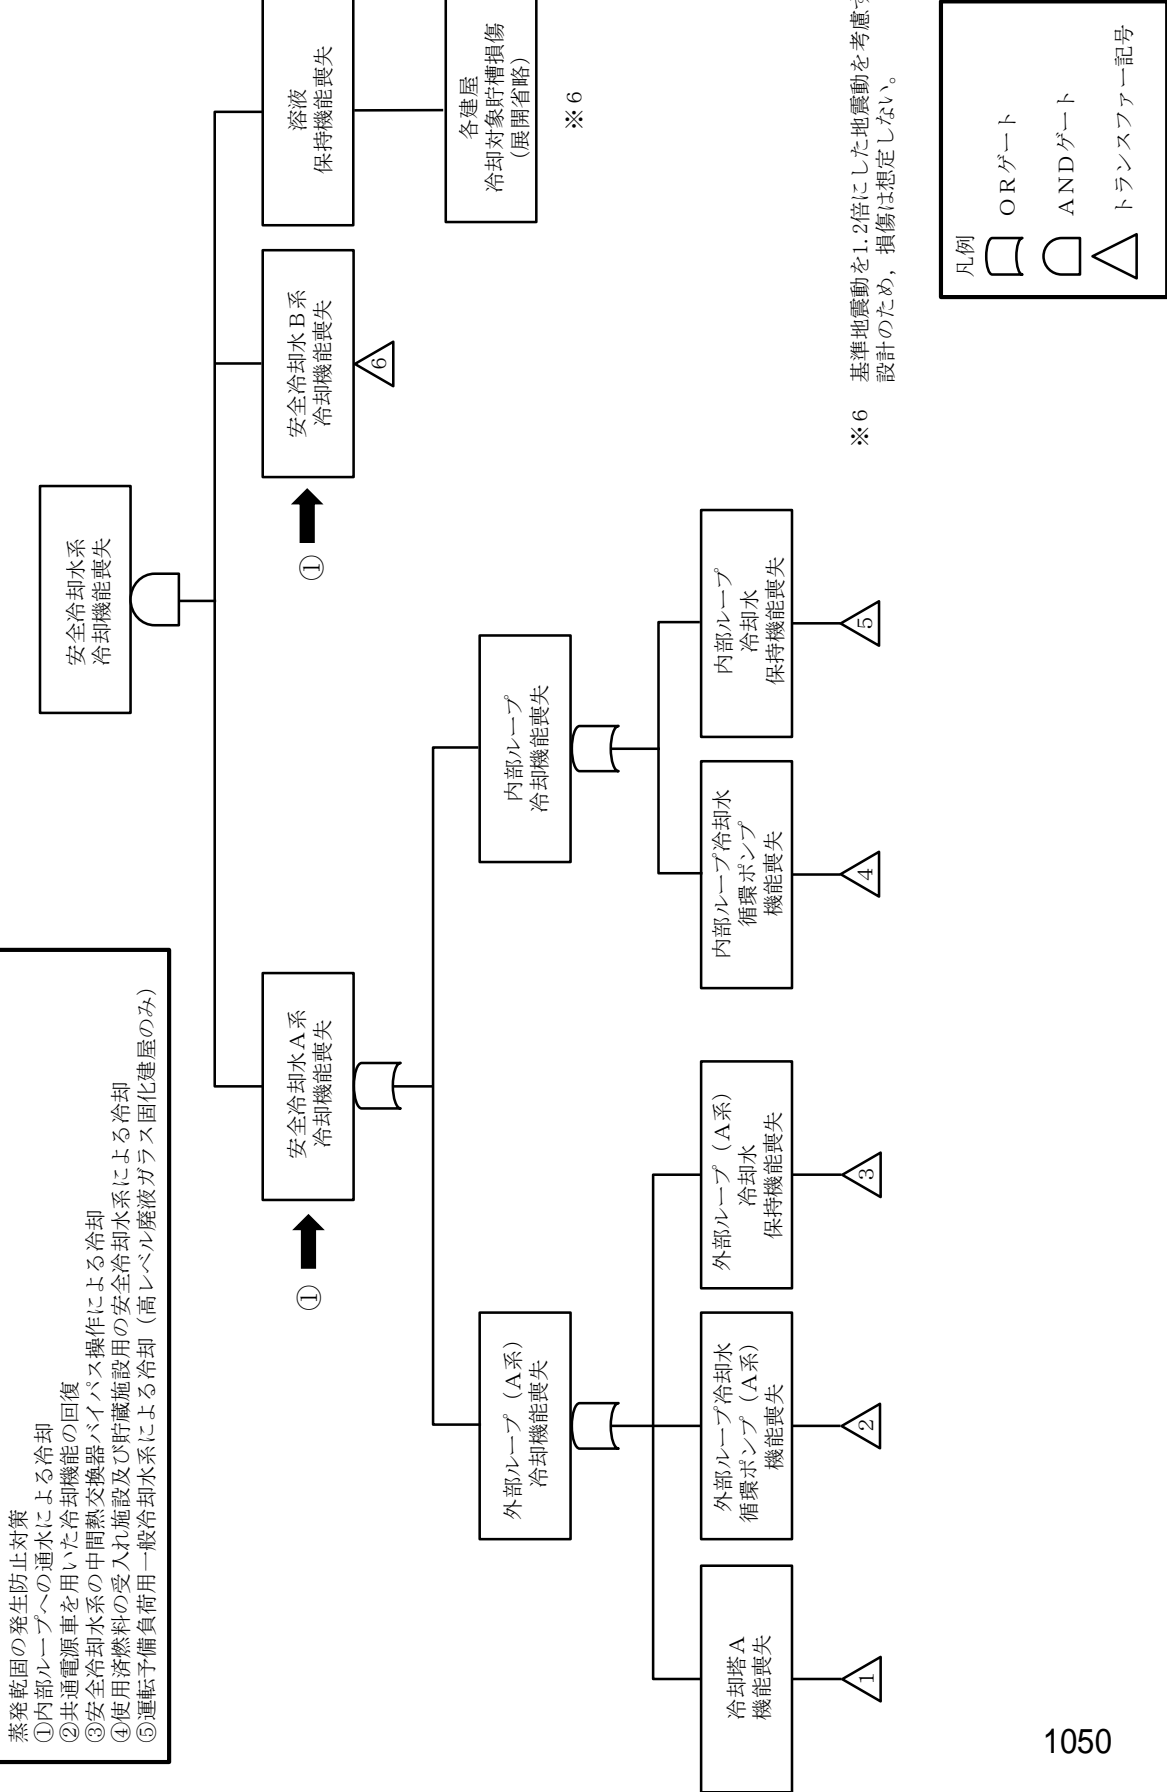 蒸発乾固の発生防止対策
①内部ループへの通水による冷却
②共通電源車を用いた冷却機能の回復
③安全冷却水系の中間熱交換器バイパス操作による冷却
④使用済燃料の受入れ施設及び貯蔵施設用の安全冷却水系による冷却
⑤運転予備負荷用一般冷却水系による冷却（高レベル廃液ガラス固化建屋のみ）
安全冷却水系
冷却機能喪失
①
安全冷却水A系
冷却機能喪失
①
安全冷却水B系
冷却機能喪失
6
溶液
保持機能喪失
各建屋
冷却対象貯槽損傷
(展開省略)
※6
外部ループ（A系）
冷却機能喪失
内部ループ
冷却機能喪失
冷却塔A
機能喪失
1
外部ループ冷却水
循環ポンプ（A系）
機能喪失
2
外部ループ（A系）
冷却水
保持機能喪失
3
内部ループ冷却水
循環ポンプ
機能喪失
4
内部ループ
冷却水
保持機能喪失
5
※6 基準地震動を1.2倍にした地震動を考慮す
設計のため，損傷は想定しない。
凡例
ORゲート
ANDゲート
トランスファー記号
1050